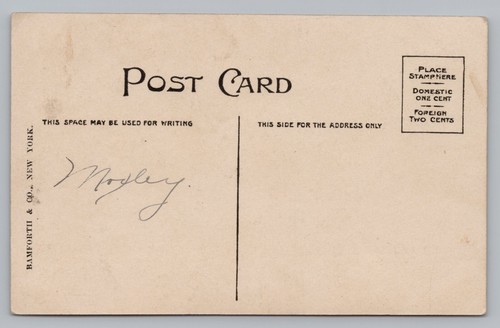 POST CARD
PLACE
STAMP HERE
DOMESTIC
ONE CENT
FOREIGN
TWO CENTS
THIS SPACE MAY BE USED FOR WRITING
THIS SIDE FOR THE ADDRESS ONLY
Moxley.
BAMFORTH & CO., NEW YORK.